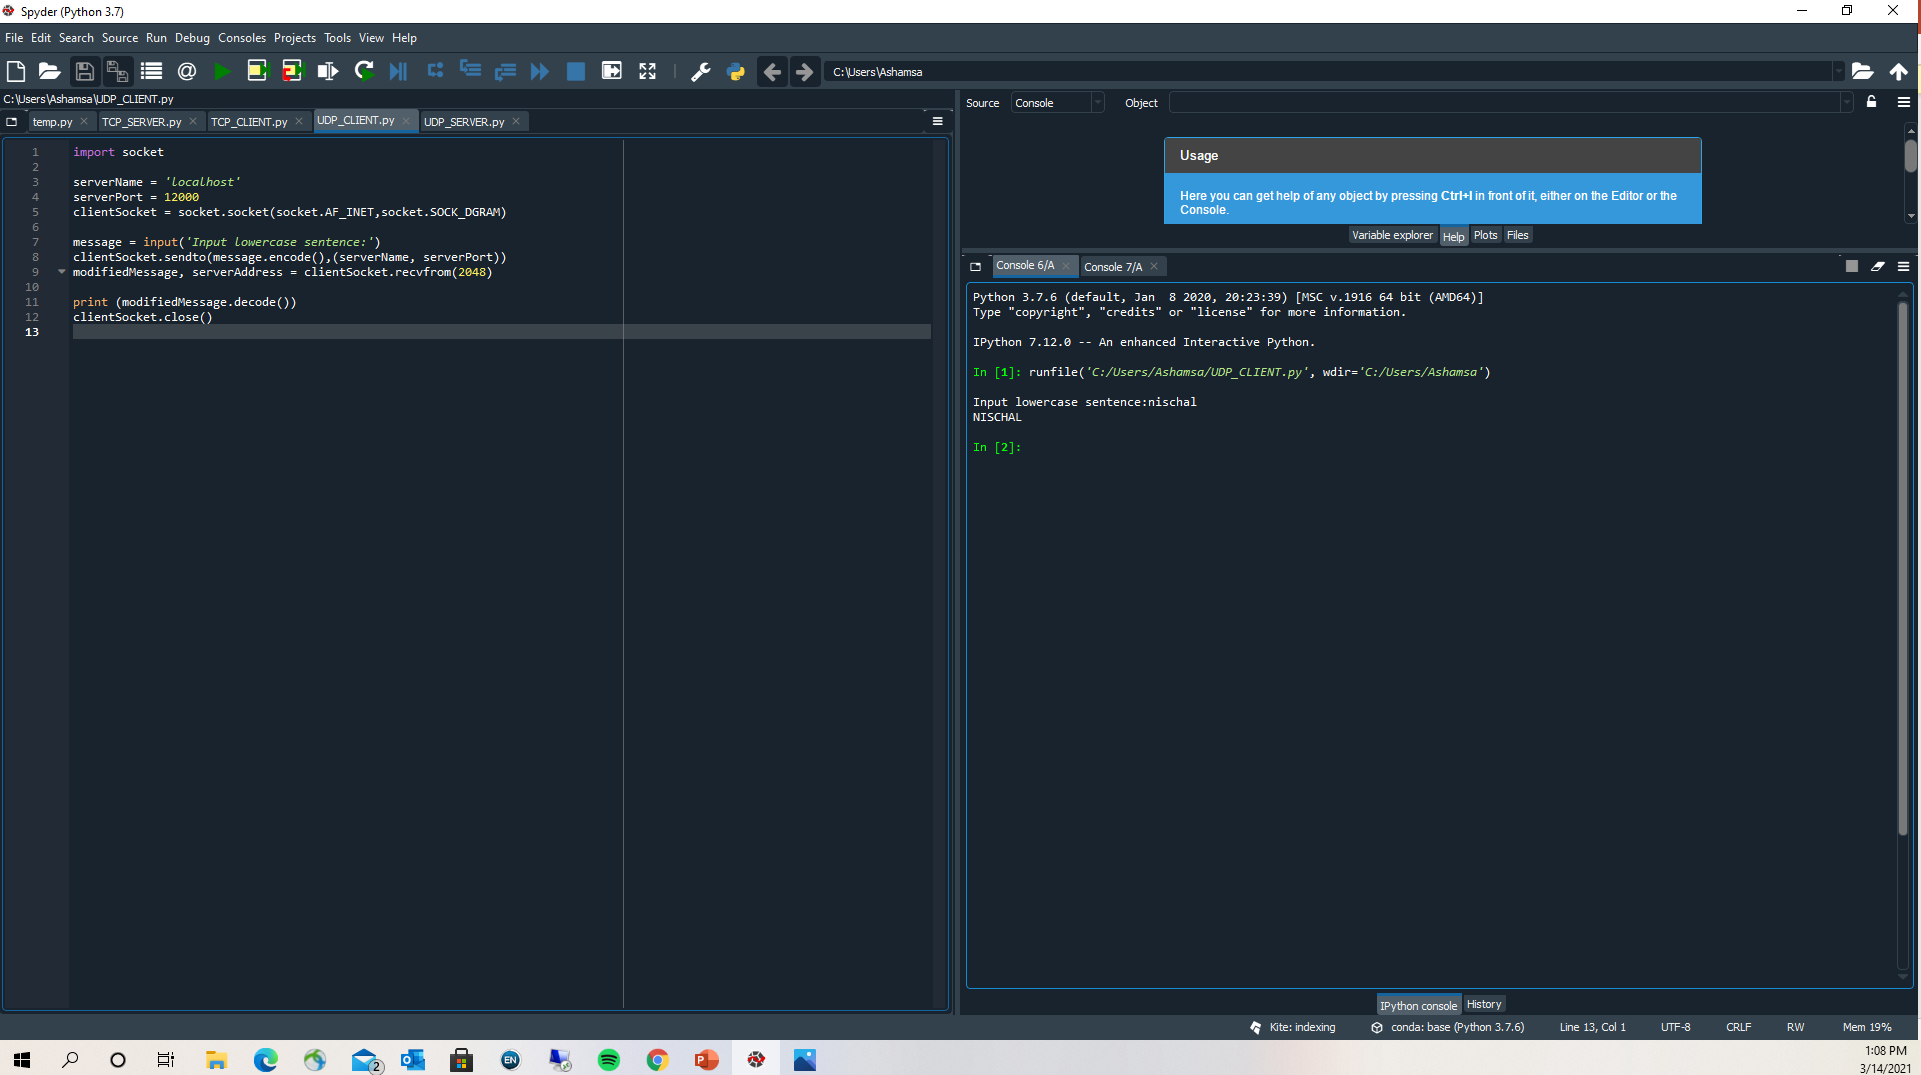 Spyder (Python 3.7)
File Edit Search Source Run Debug Consoles Projects Tools View Help
C:\Users\Ashamsa
C:\Users\Ashamsa\UDP_CLIENT.py
temp.py TCP_SERVER.py TCP_CLIENT.py UDP_CLIENT.py UDP_SERVER.py
1 import socket
2
3 serverName = 'localhost'
4 serverPort = 12000
5 clientSocket = socket.socket(socket.AF_INET,socket.SOCK_DGRAM)
6
7 message = input('Input lowercase sentence:')
8 clientSocket.sendto(message.encode(),(serverName, serverPort))
9 modifiedMessage, serverAddress = clientSocket.recvfrom(2048)
10
11 print (modifiedMessage.decode())
12 clientSocket.close()
13
Source Console Object
Usage
Here you can get help of any object by pressing Ctrl+I in front of it, either on the Editor or the
Console.
Variable explorer Help Plots Files
Console 6/A Console 7/A
Python 3.7.6 (default, Jan  8 2020, 20:23:39) [MSC v.1916 64 bit (AMD64)]
Type "copyright", "credits" or "license" for more information.
IPython 7.12.0 -- An enhanced Interactive Python.
In [1]: runfile('C:/Users/Ashamsa/UDP_CLIENT.py', wdir='C:/Users/Ashamsa')
Input lowercase sentence:nischal
NISCHAL
In [2]:
IPython console History
Kite: indexing conda: base (Python 3.7.6) Line 13, Col 1 UTF-8 CRLF RW Mem 19%
2 EN 1:08 PM
3/14/2021